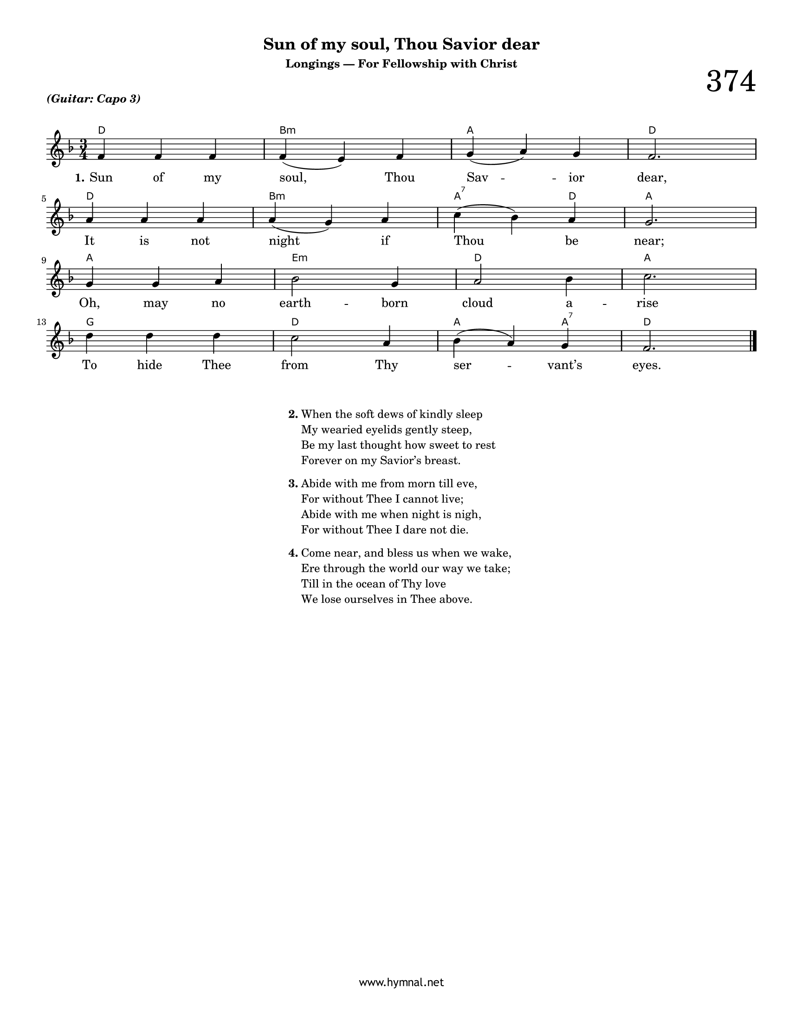 Sun of my soul, Thou Savior dear
Longings — For Fellowship with Christ
374
(Guitar: Capo 3)
D Bm A D
1. Sun of my soul, Thou Sav - - ior dear,
5 D Bm A7 D A
It is not night if Thou be near;
9 A Em D A
Oh, may no earth - born cloud a - rise
13 G D A A7 D
To hide Thee from Thy ser - vant's eyes.
2. When the soft dews of kindly sleep
My wearied eyelids gently steep,
Be my last thought how sweet to rest
Forever on my Savior's breast.
3. Abide with me from morn till eve,
For without Thee I cannot live;
Abide with me when night is nigh,
For without Thee I dare not die.
4. Come near, and bless us when we wake,
Ere through the world our way we take;
Till in the ocean of Thy love
We lose ourselves in Thee above.
www.hymnal.net